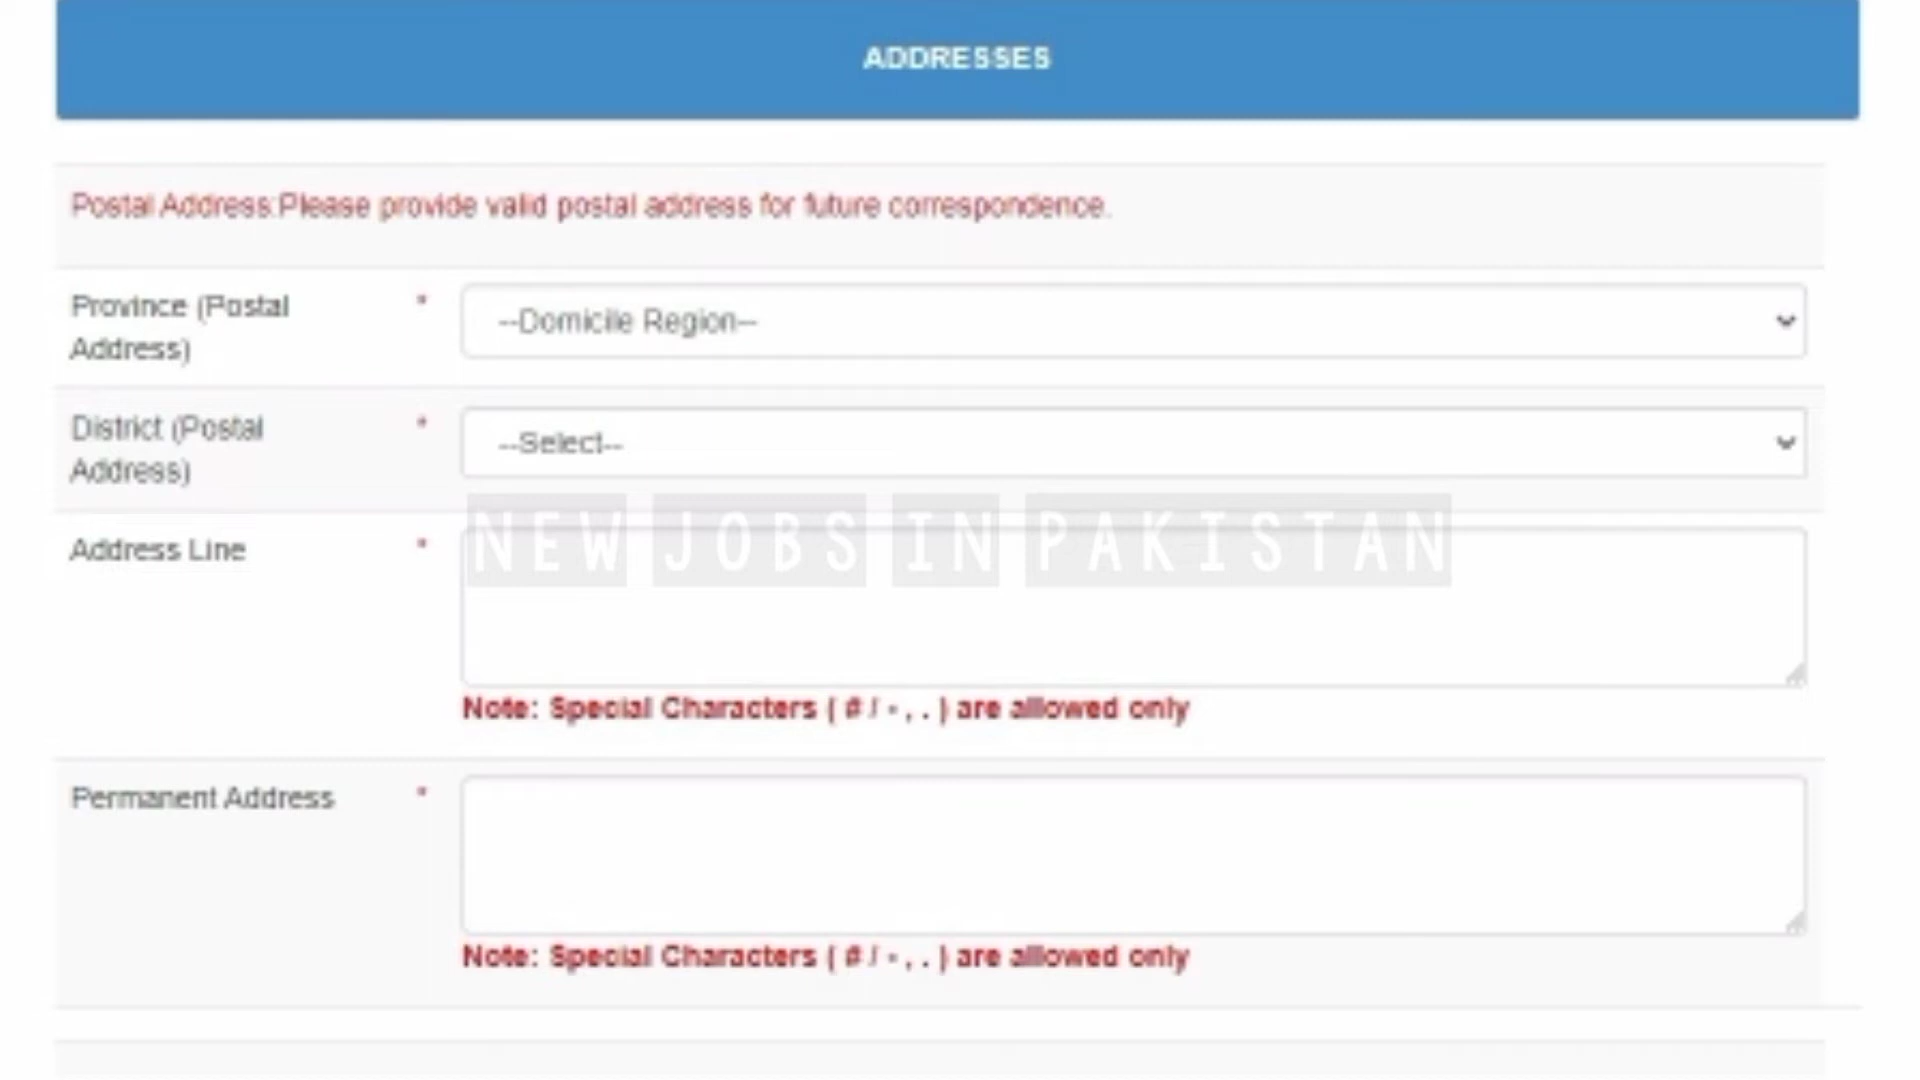 ADDRESSES
Postal Address:Please provide valid postal address for future correspondence.
Province (Postal
Address)
*
--Domicile Region--
District (Postal
Address)
*
--Select--
NEW JOBS IN PAKISTAN
Address Line
*
Note: Special Characters ( # / - , . ) are allowed only
Permanent Address
*
Note: Special Characters ( # / - , . ) are allowed only